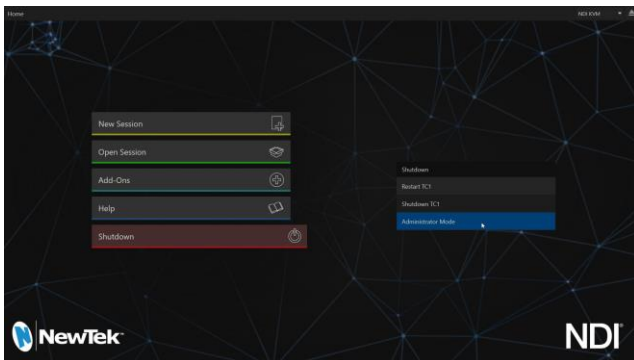 Home
NDI KVM
New Session
Open Session
Add-Ons
Help
Shutdown
Shutdown
Restart TC1
Shutdown TC1
Administrator Mode
NewTek
NDI